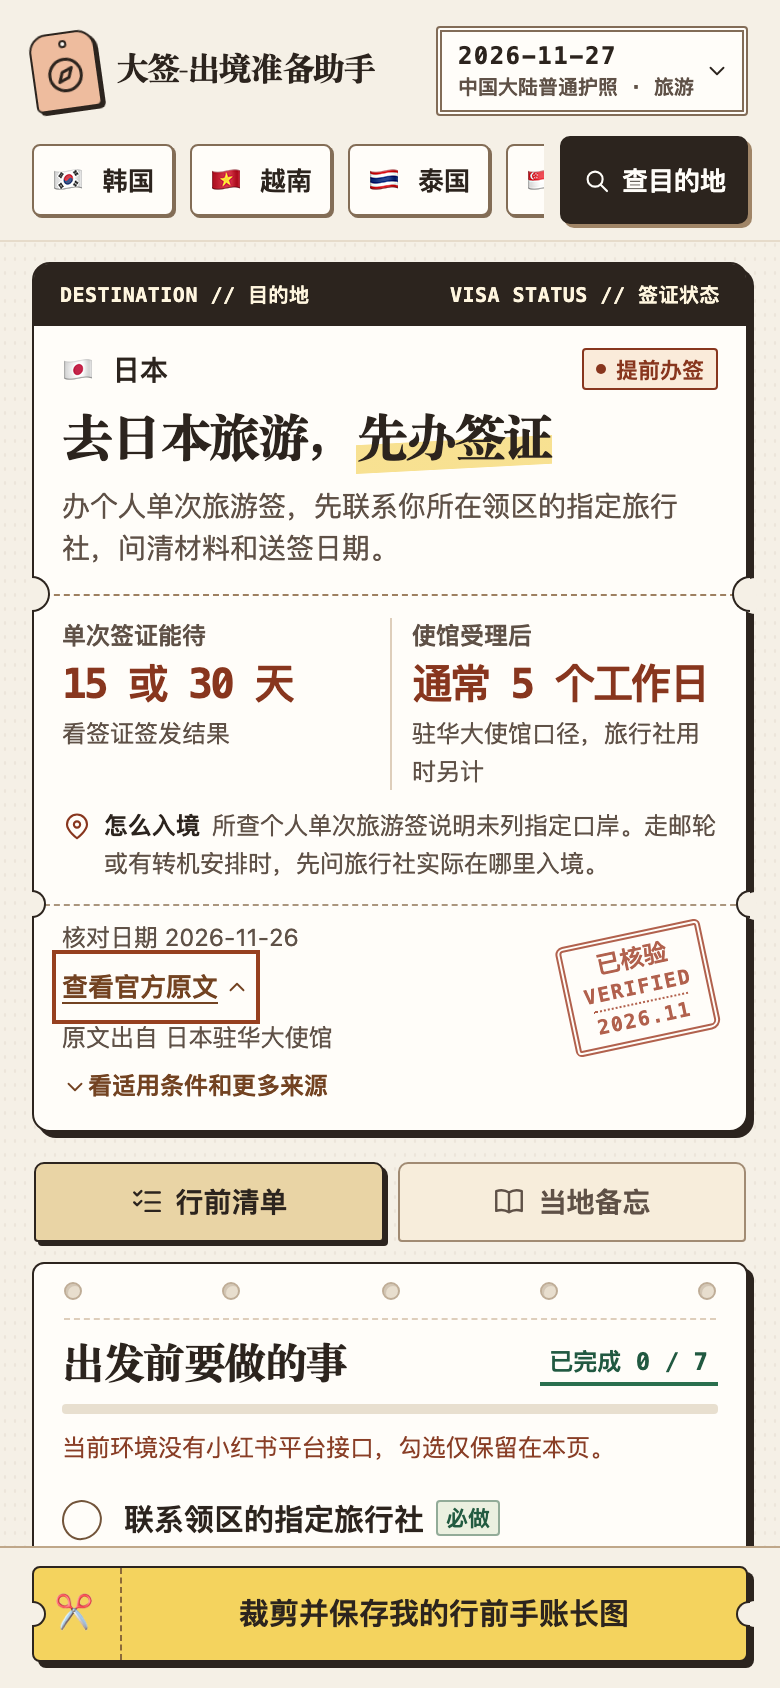 大签-出境准备助手
2026-11-27
中国大陆普通护照 · 旅游
韩国
越南
泰国
查目的地
DESTINATION // 目的地
VISA STATUS // 签证状态
日本
提前办签
去日本旅游，先办签证
办个人单次旅游签，先联系你所在领区的指定旅行
社，问清材料和送签日期。
单次签证能待
15 或 30 天
看签证签发结果
使馆受理后
通常 5 个工作日
驻华大使馆口径，旅行社用
时另计
怎么入境 所查个人单次旅游签说明未列指定口岸。走邮轮
或有转机安排时，先问旅行社实际在哪里入境。
核对日期 2026-11-26
查看官方原文
原文出自 日本驻华大使馆
看适用条件和更多来源
已核验
VERIFIED
2026.11
行前清单
当地备忘
出发前要做的事
已完成 0 / 7
当前环境没有小红书平台接口，勾选仅保留在本页。
联系领区的指定旅行社 必做
裁剪并保存我的行前手账长图